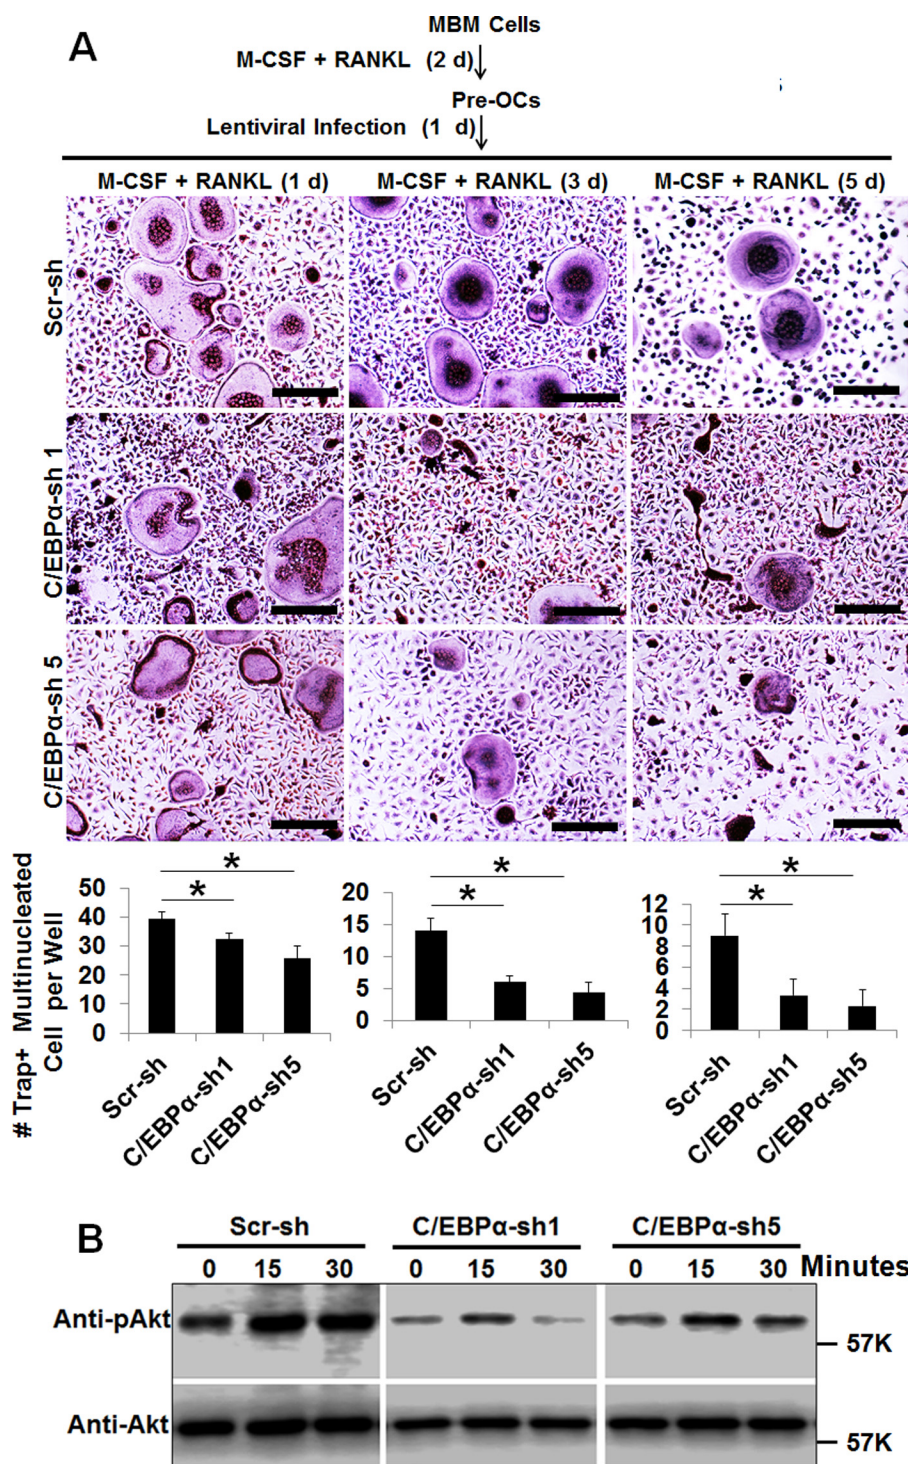 A
MBM Cells
M-CSF + RANKL (2 d)
Pre-OCs
Lentiviral Infection (1 d)
M-CSF + RANKL (1 d) M-CSF + RANKL (3 d) M-CSF + RANKL (5 d)
Scr-sh
C/EBPα-sh 1
C/EBPα-sh 5
# Trap+ Multinucleated
Cell per Well
* *
50
40
30
20
10
0
Scr-sh
C/EBPα-sh1
C/EBPα-sh5
* *
20
15
10
5
0
Scr-sh
C/EBPα-sh1
C/EBPα-sh5
* *
12
10
8
6
4
2
0
Scr-sh
C/EBPα-sh1
C/EBPα-sh5
B
Scr-sh C/EBPα-sh1 C/EBPα-sh5
0 15 30 0 15 30 0 15 30 Minutes
Anti-pAkt
57K
Anti-Akt
57K